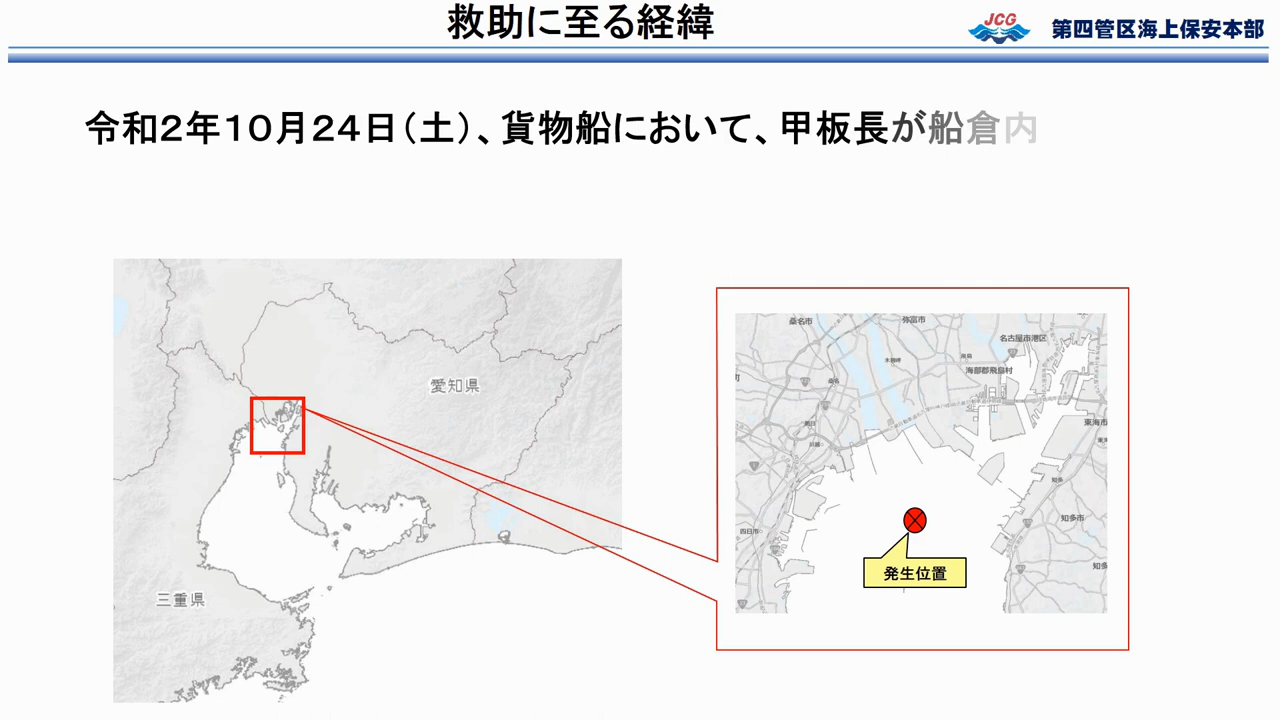 救助に至る経緯
JCG
第四管区海上保安本部
令和2年10月24日(土)、貨物船において、甲板長が船倉内
愛知県
三重県
桑名市
弥富市
名古屋市港区
海部郡飛島村
東海市
知多
知多市
四日市
発生位置